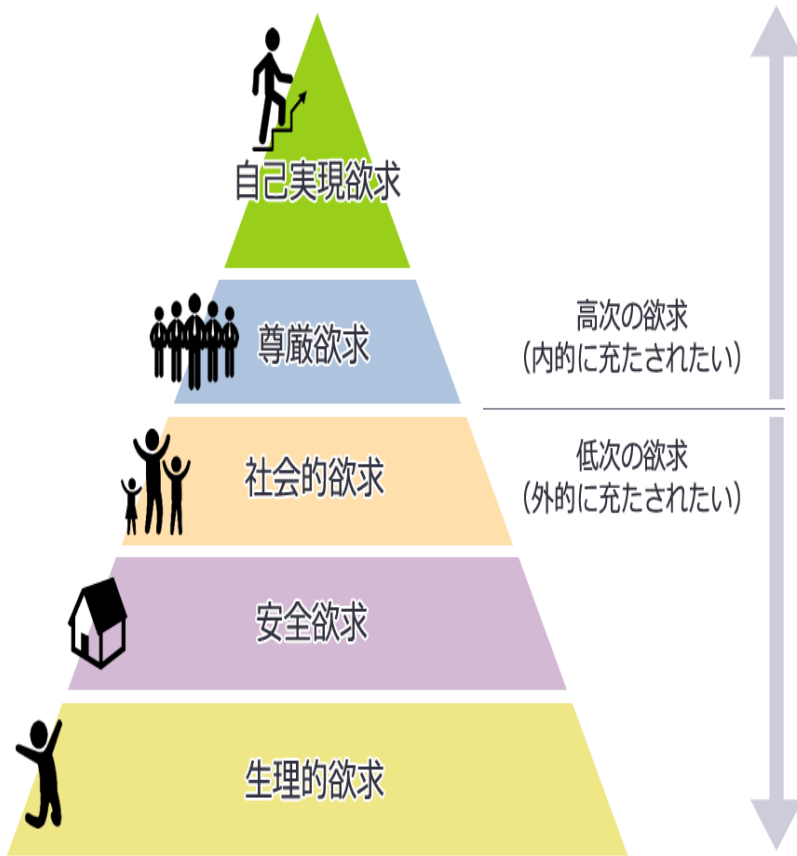 自己実現欲求
尊厳欲求
高次の欲求
（内的に充たされたい）
社会的欲求
低次の欲求
（外的に充たされたい）
安全欲求
生理的欲求